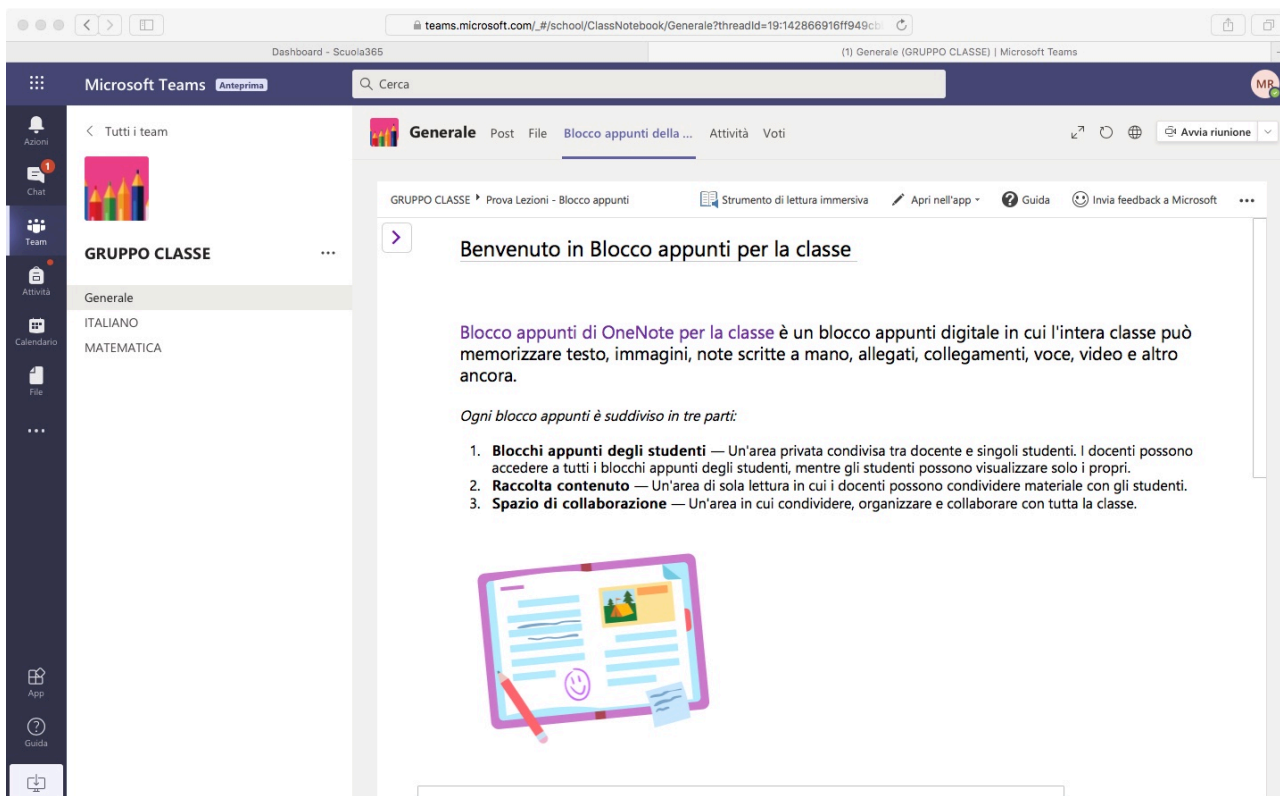 teams.microsoft.com/_#/school/ClassNotebook/Generale?threadId=19:142866916ff949cb
Dashboard - Scuola365
(1) Generale (GRUPPO CLASSE) | Microsoft Teams
Microsoft Teams Anteprima
Cerca
MR
Azioni
1
Chat
Team
Attività
Calendario
File
App
Guida
Tutti i team
GRUPPO CLASSE
Generale
ITALIANO
MATEMATICA
Generale Post File Blocco appunti della ... Attività Voti
Avvia riunione
GRUPPO CLASSE Prova Lezioni - Blocco appunti
Strumento di lettura immersiva Apri nell'app Guida Invia feedback a Microsoft
Benvenuto in Blocco appunti per la classe
Blocco appunti di OneNote per la classe è un blocco appunti digitale in cui l'intera classe può
memorizzare testo, immagini, note scritte a mano, allegati, collegamenti, voce, video e altro
ancora.
Ogni blocco appunti è suddiviso in tre parti:
1. Blocchi appunti degli studenti — Un'area privata condivisa tra docente e singoli studenti. I docenti possono
accedere a tutti i blocchi appunti degli studenti, mentre gli studenti possono visualizzare solo i propri.
2. Raccolta contenuto — Un'area di sola lettura in cui i docenti possono condividere materiale con gli studenti.
3. Spazio di collaborazione — Un'area in cui condividere, organizzare e collaborare con tutta la classe.